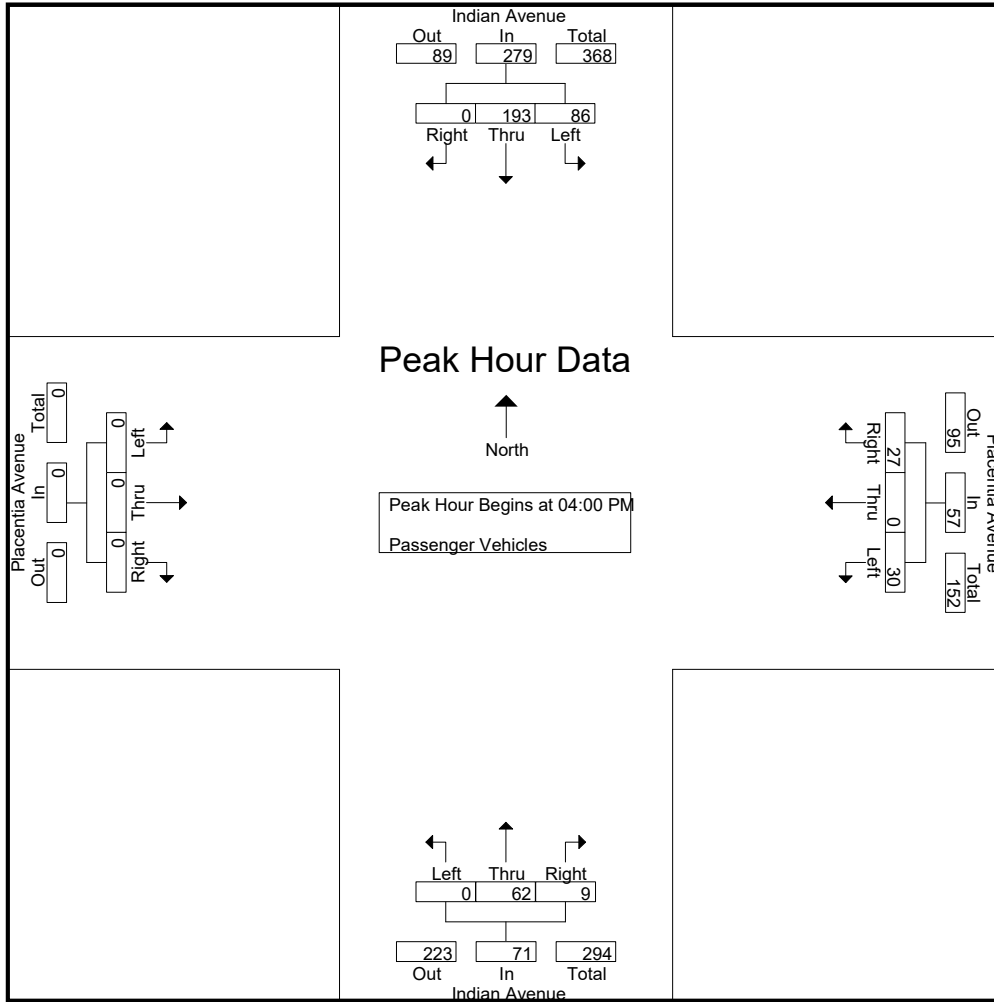 Indian Avenue
Out In Total
89 279 368
0 193 86
Right Thru Left
Peak Hour Data
North
Peak Hour Begins at 04:00 PM
Passenger Vehicles
Placentia Avenue
Total In Out
0 0 0
0 0 0
Left Thru Right
Right Thru Left
27 0 30
95 57 152
Out In Total
Placentia Avenue
Left Thru Right
0 62 9
223 71 294
Out In Total
Indian Avenue